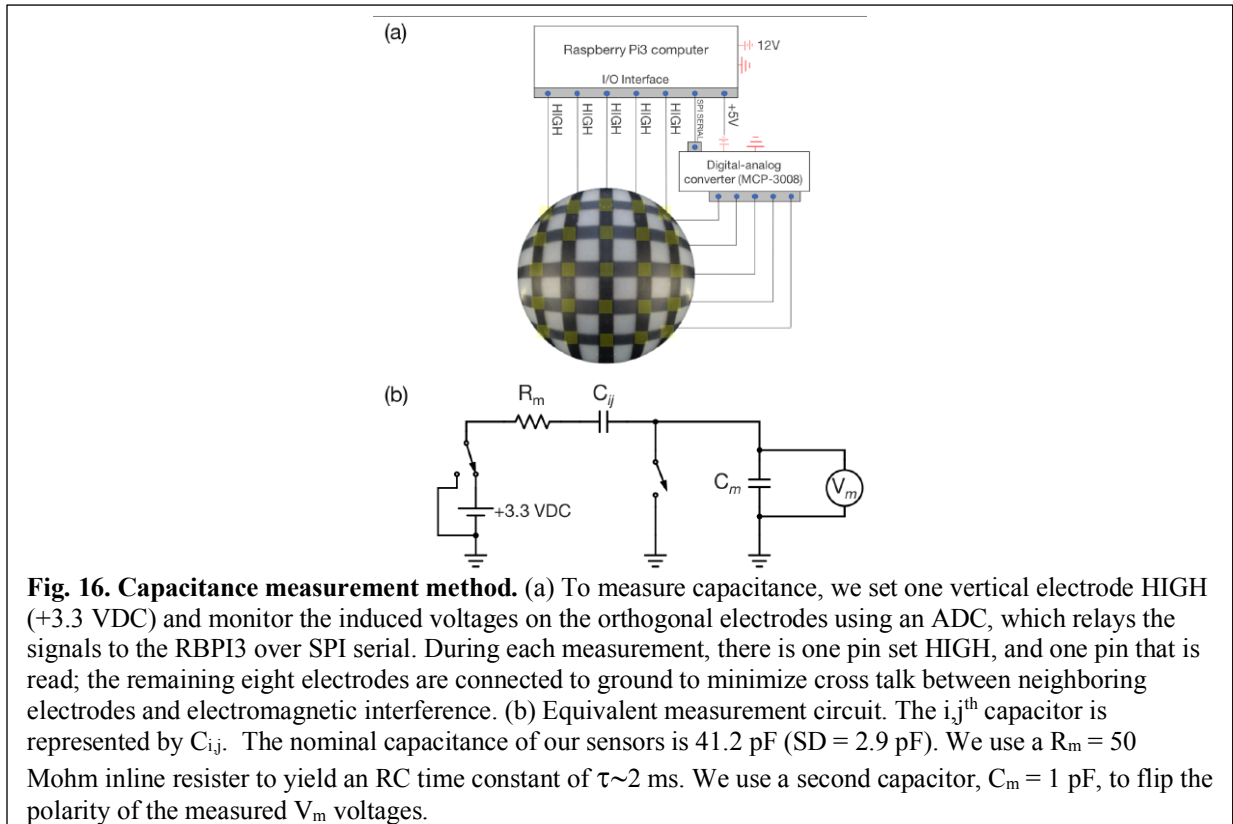 (a)
Raspberry Pi3 computer
12V
I/O Interface
HIGH
HIGH
HIGH
HIGH
HIGH
SPI SERIAL
+5V
Digital-analog
converter (MCP-3008)
(b)
Rm
Cij
Cm
Vm
+3.3 VDC
Fig. 16. Capacitance measurement method. (a) To measure capacitance, we set one vertical electrode HIGH
(+3.3 VDC) and monitor the induced voltages on the orthogonal electrodes using an ADC, which relays the
signals to the RBPI3 over SPI serial. During each measurement, there is one pin set HIGH, and one pin that is
read; the remaining eight electrodes are connected to ground to minimize cross talk between neighboring
electrodes and electromagnetic interference. (b) Equivalent measurement circuit. The i,jth capacitor is
represented by Ci,j. The nominal capacitance of our sensors is 41.2 pF (SD = 2.9 pF). We use a Rm = 50
Mohm inline resister to yield an RC time constant of τ~2 ms. We use a second capacitor, Cm = 1 pF, to flip the
polarity of the measured Vm voltages.